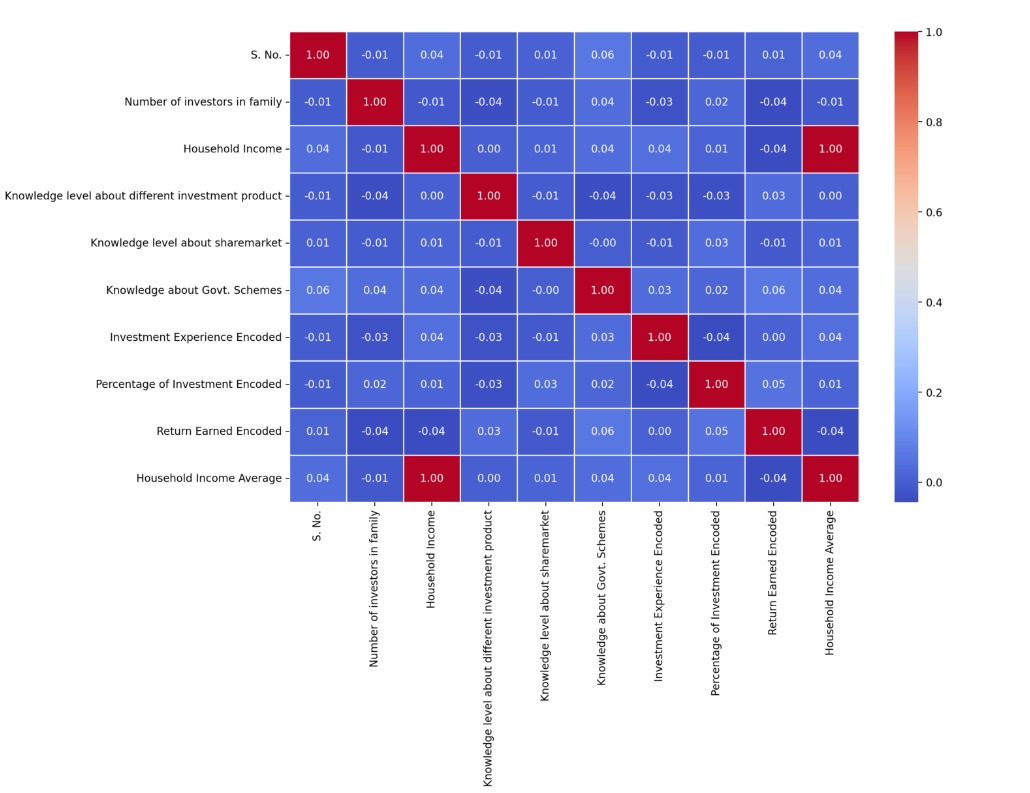 S. No. 1.00 -0.01 0.04 -0.01 0.01 0.06 -0.01 -0.01 0.01 0.04
Number of investors in family -0.01 1.00 -0.01 -0.04 -0.01 0.04 -0.03 0.02 -0.04 -0.01
Household Income 0.04 -0.01 1.00 0.00 0.01 0.04 0.04 0.01 -0.04 1.00
Knowledge level about different investment product -0.01 -0.04 0.00 1.00 -0.01 -0.04 -0.03 -0.03 0.03 0.00
Knowledge level about sharemarket 0.01 -0.01 0.01 -0.01 1.00 -0.00 -0.01 0.03 -0.01 0.01
Knowledge about Govt. Schemes 0.06 0.04 0.04 -0.04 -0.00 1.00 0.03 0.02 0.06 0.04
Investment Experience Encoded -0.01 -0.03 0.04 -0.03 -0.01 0.03 1.00 -0.04 0.00 0.04
Percentage of Investment Encoded -0.01 0.02 0.01 -0.03 0.03 0.02 -0.04 1.00 0.05 0.01
Return Earned Encoded 0.01 -0.04 -0.04 0.03 -0.01 0.06 0.00 0.05 1.00 -0.04
Household Income Average 0.04 -0.01 1.00 0.00 0.01 0.04 0.04 0.01 -0.04 1.00
S. No.
Number of investors in family
Household Income
Knowledge level about different investment product
Knowledge level about sharemarket
Knowledge about Govt. Schemes
Investment Experience Encoded
Percentage of Investment Encoded
Return Earned Encoded
Household Income Average
1.0
0.8
0.6
0.4
0.2
0.0